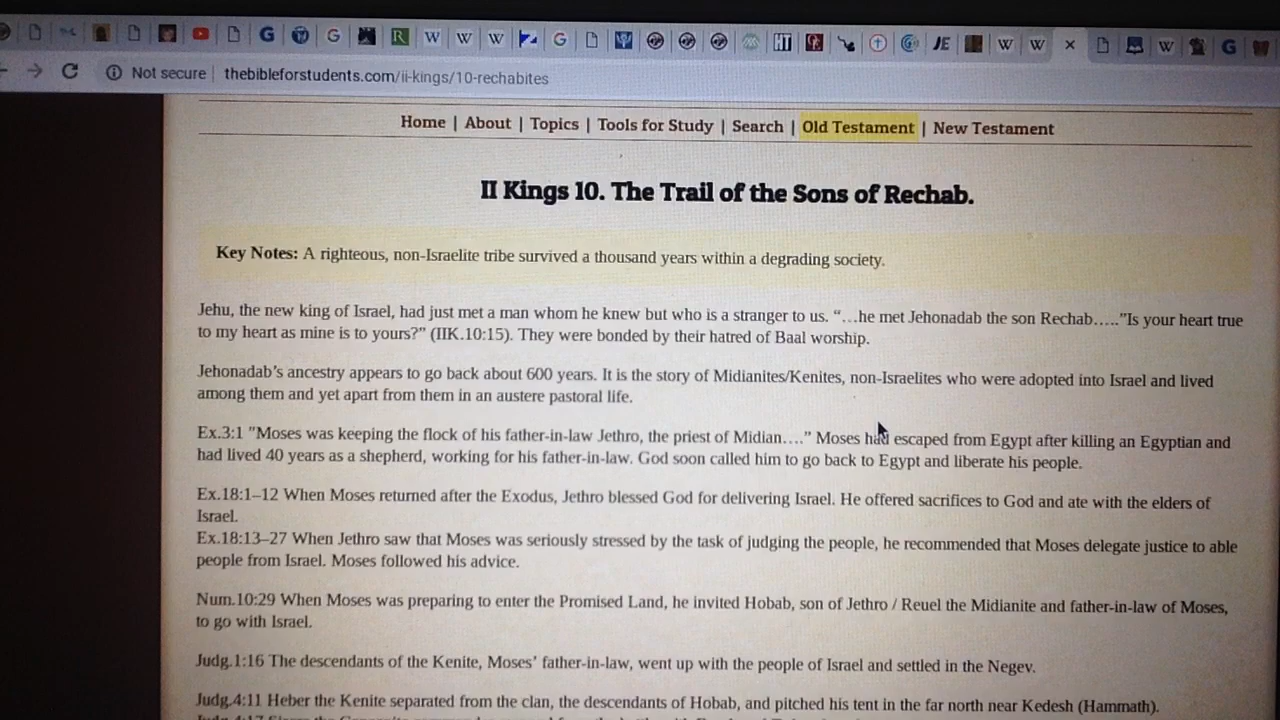 Not secure | thebibleforstudents.com/ii-kings/10-rechabites
Home | About | Topics | Tools for Study | Search | Old Testament | New Testament
II Kings 10. The Trail of the Sons of Rechab.
Key Notes: A righteous, non-Israelite tribe survived a thousand years within a degrading society.
Jehu, the new king of Israel, had just met a man whom he knew but who is a stranger to us. “…he met Jehonadab the son Rechab…..”Is your heart true
to my heart as mine is to yours?” (IIK.10:15). They were bonded by their hatred of Baal worship.
Jehonadab’s ancestry appears to go back about 600 years. It is the story of Midianites/Kenites, non-Israelites who were adopted into Israel and lived
among them and yet apart from them in an austere pastoral life.
Ex.3:1 "Moses was keeping the flock of his father-in-law Jethro, the priest of Midian….” Moses had escaped from Egypt after killing an Egyptian and
had lived 40 years as a shepherd, working for his father-in-law. God soon called him to go back to Egypt and liberate his people.
Ex.18:1–12 When Moses returned after the Exodus, Jethro blessed God for delivering Israel. He offered sacrifices to God and ate with the elders of
Israel.
Ex.18:13–27 When Jethro saw that Moses was seriously stressed by the task of judging the people, he recommended that Moses delegate justice to able
people from Israel. Moses followed his advice.
Num.10:29 When Moses was preparing to enter the Promised Land, he invited Hobab, son of Jethro / Reuel the Midianite and father-in-law of Moses,
to go with Israel.
Judg.1:16 The descendants of the Kenite, Moses’ father-in-law, went up with the people of Israel and settled in the Negev.
Judg.4:11 Heber the Kenite separated from the clan, the descendants of Hobab, and pitched his tent in the far north near Kedesh (Hammath).